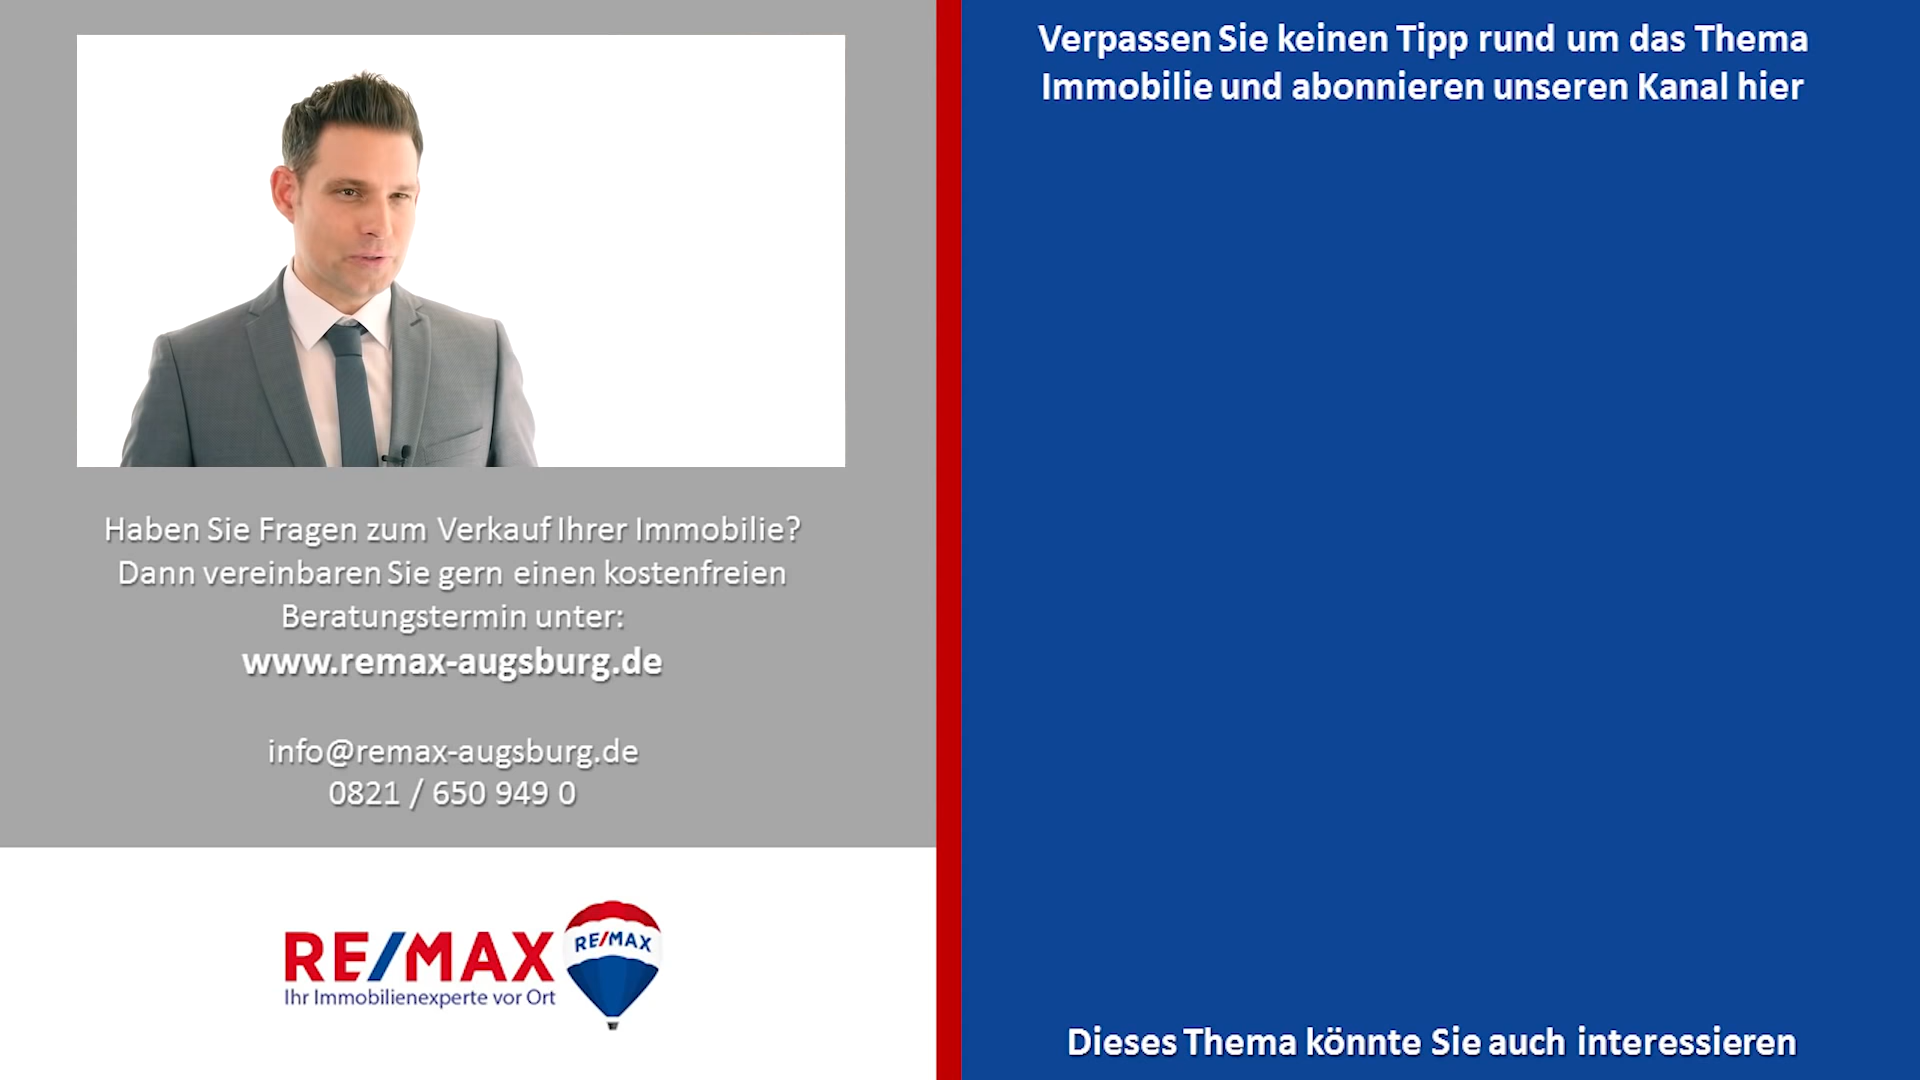 Haben Sie Fragen zum Verkauf Ihrer Immobilie?
Dann vereinbaren Sie gern einen kostenfreien
Beratungstermin unter:
www.remax-augsburg.de
info@remax-augsburg.de
0821 / 650 949 0
RE/MAX
Ihr Immobilienexperte vor Ort
RE/MAX
Verpassen Sie keinen Tipp rund um das Thema
Immobilie und abonnieren unseren Kanal hier
Dieses Thema könnte Sie auch interessieren